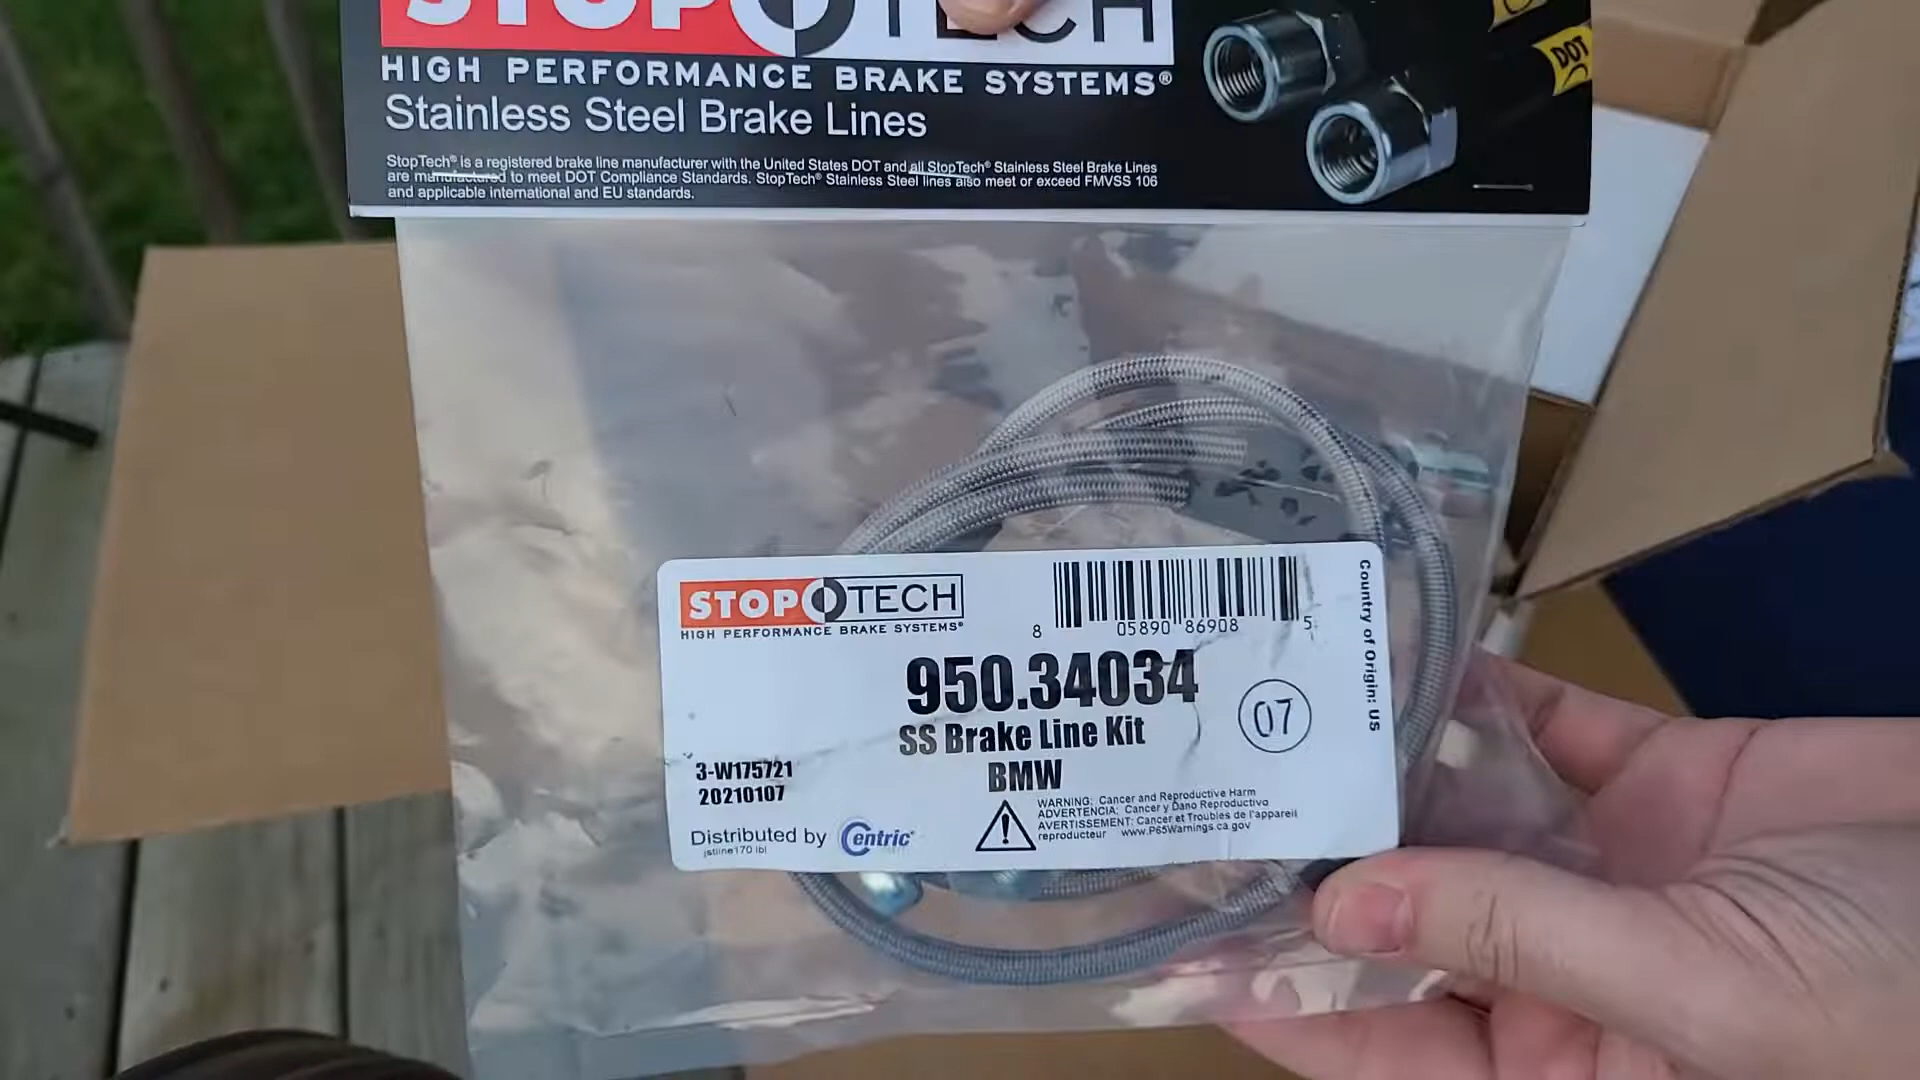 STOPTECH
HIGH PERFORMANCE BRAKE SYSTEMS®
Stainless Steel Brake Lines
StopTech® is a registered brake line manufacturer with the United States DOT and all StopTech® Stainless Steel Brake Lines
are manufactured to meet DOT Compliance Standards. StopTech® Stainless Steel lines also meet or exceed FMVSS 106
and applicable international and EU standards.
DOT
STOPTECH
HIGH PERFORMANCE BRAKE SYSTEMS®
8 05890 86908 5
Country of Origin: US
950.34034
SS Brake Line Kit
BMW
07
3-W175721
20210107
Distributed by Centric®
jstline170 lbl
WARNING: Cancer and Reproductive Harm
ADVERTENCIA: Cancer y Dano Reproductivo
AVERTISSEMENT: Cancer et Troubles de l'appareil
reproducteur www.P65Warnings.ca.gov